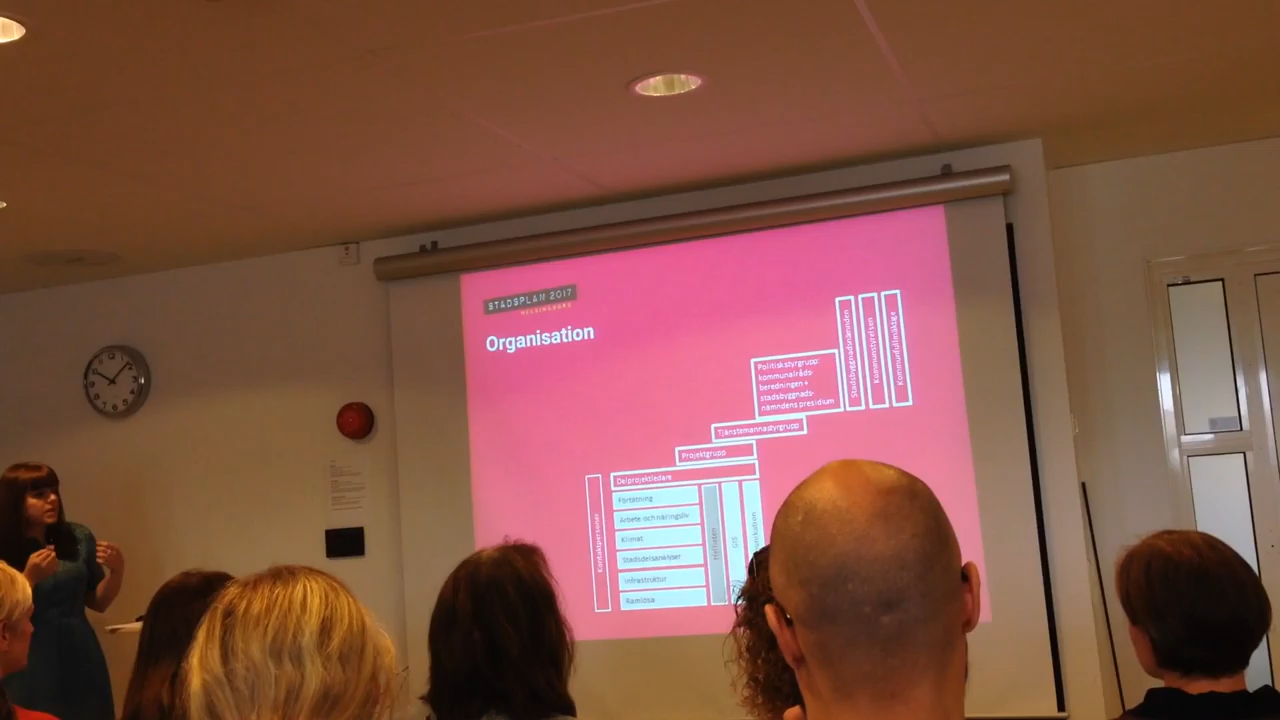 STADSPLAN 2017
HELSINGBORG
Organisation
Stadsbyggnadsnämnden
Kommunstyrelsen
Kommunfullmäktige
Politisk styrgrupp:
kommunalråds-
beredningen +
stadsbyggnads-
nämndens presidium
Tjänstemannastyrgrupp
Projektgrupp
Delprojektledare
Kontaktpersoner
Förtätning
Arbete och näringsliv
Klimat
Stadsdelsanalyser
Infrastruktur
Ramlösa
GIS